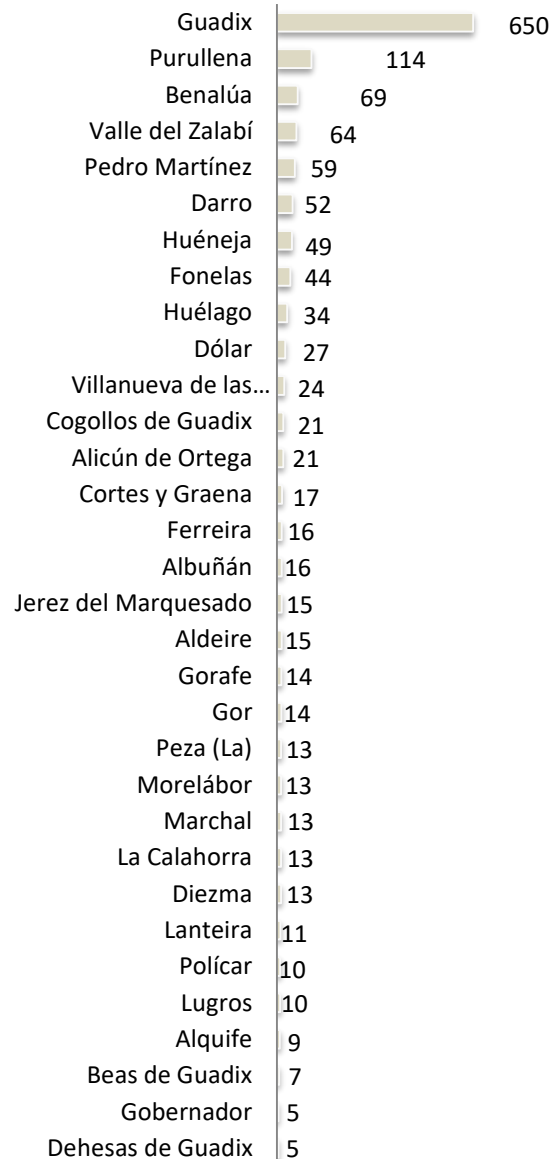 Guadix 650
Purullena 114
Benalúa 69
Valle del Zalabí 64
Pedro Martínez 59
Darro 52
Huéneja 49
Fonelas 44
Huélago 34
Dólar 27
Villanueva de las... 24
Cogollos de Guadix 21
Alicún de Ortega 21
Cortes y Graena 17
Ferreira 16
Albuñán 16
Jerez del Marquesado 15
Aldeire 15
Gorafe 14
Gor 14
Peza (La) 13
Morelábor 13
Marchal 13
La Calahorra 13
Diezma 13
Lanteira 11
Polícar 10
Lugros 10
Alquife 9
Beas de Guadix 7
Gobernador 5
Dehesas de Guadix 5